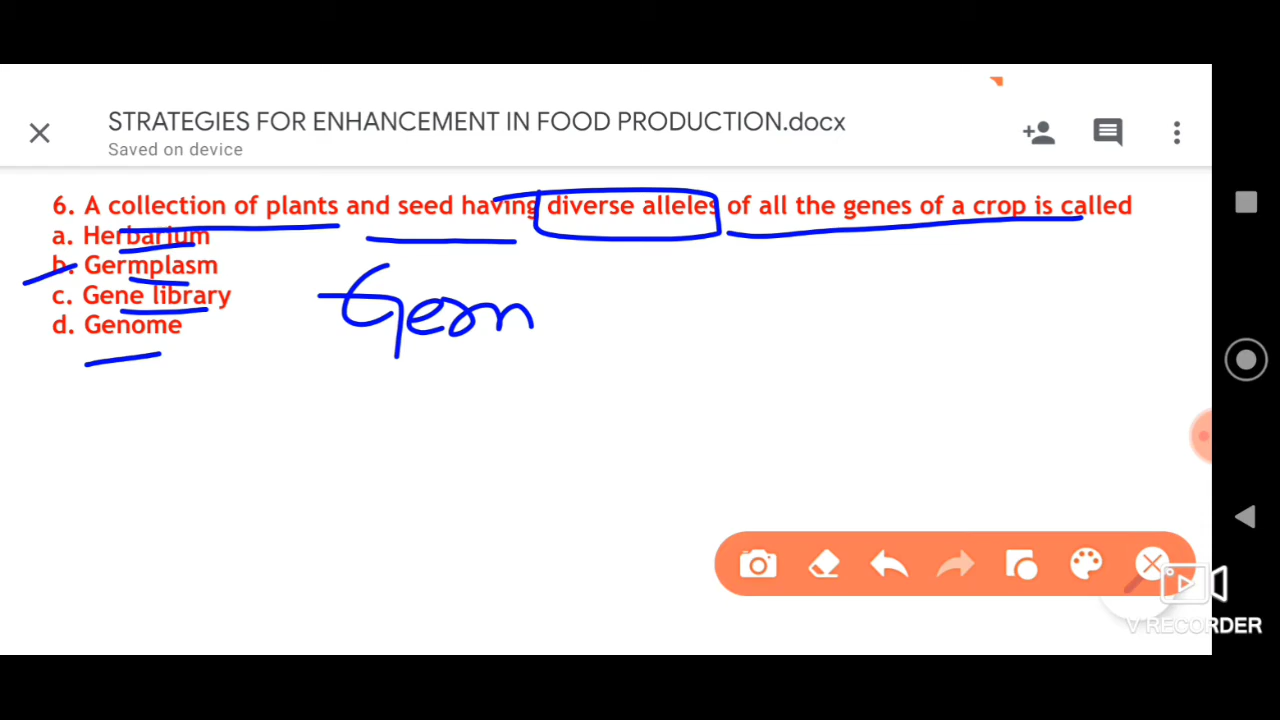 STRATEGIES FOR ENHANCEMENT IN FOOD PRODUCTION.docx
Saved on device
6. A collection of plants and seed having diverse alleles of all the genes of a crop is called
a. Herbarium
b. Germplasm
c. Gene library
d. Genome
Germ
V RECORDER